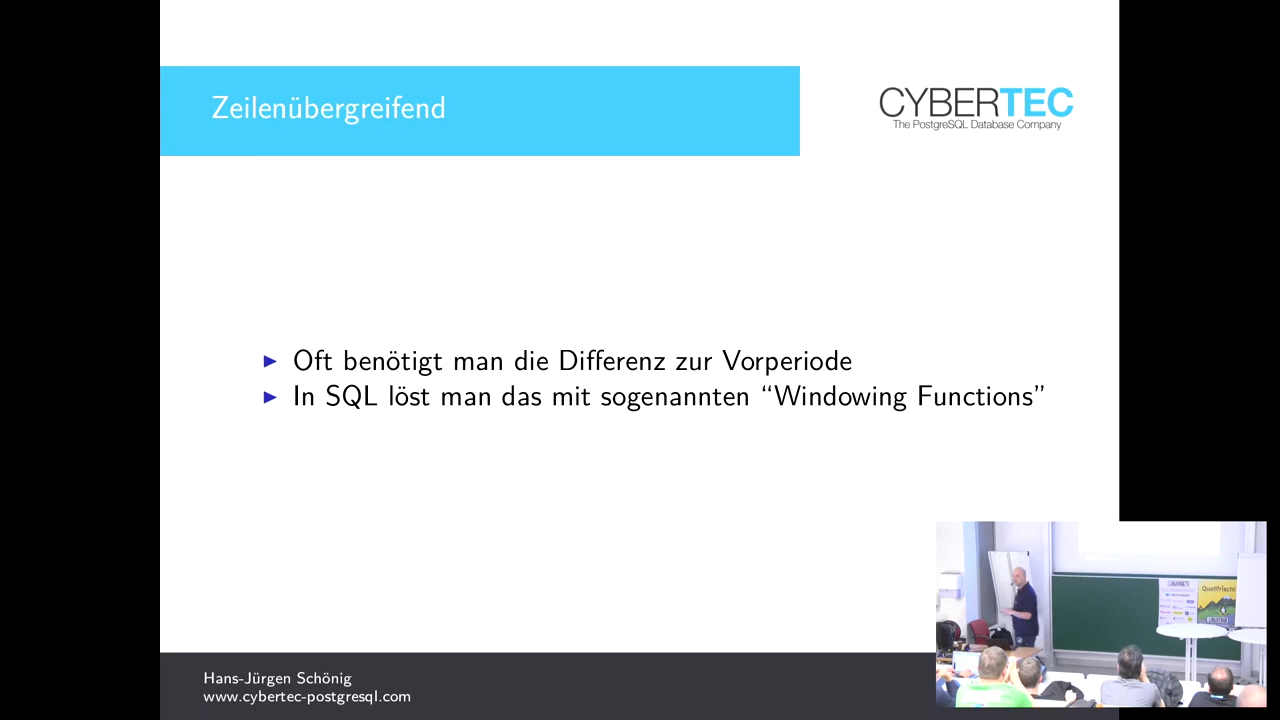 Zeilenübergreifend
CYBERTEC
The PostgreSQL Database Company
▶ Oft benötigt man die Differenz zur Vorperiode
▶ In SQL löst man das mit sogenannten “Windowing Functions”
Quellfrisch!
Hans-Jürgen Schönig
www.cybertec-postgresql.com